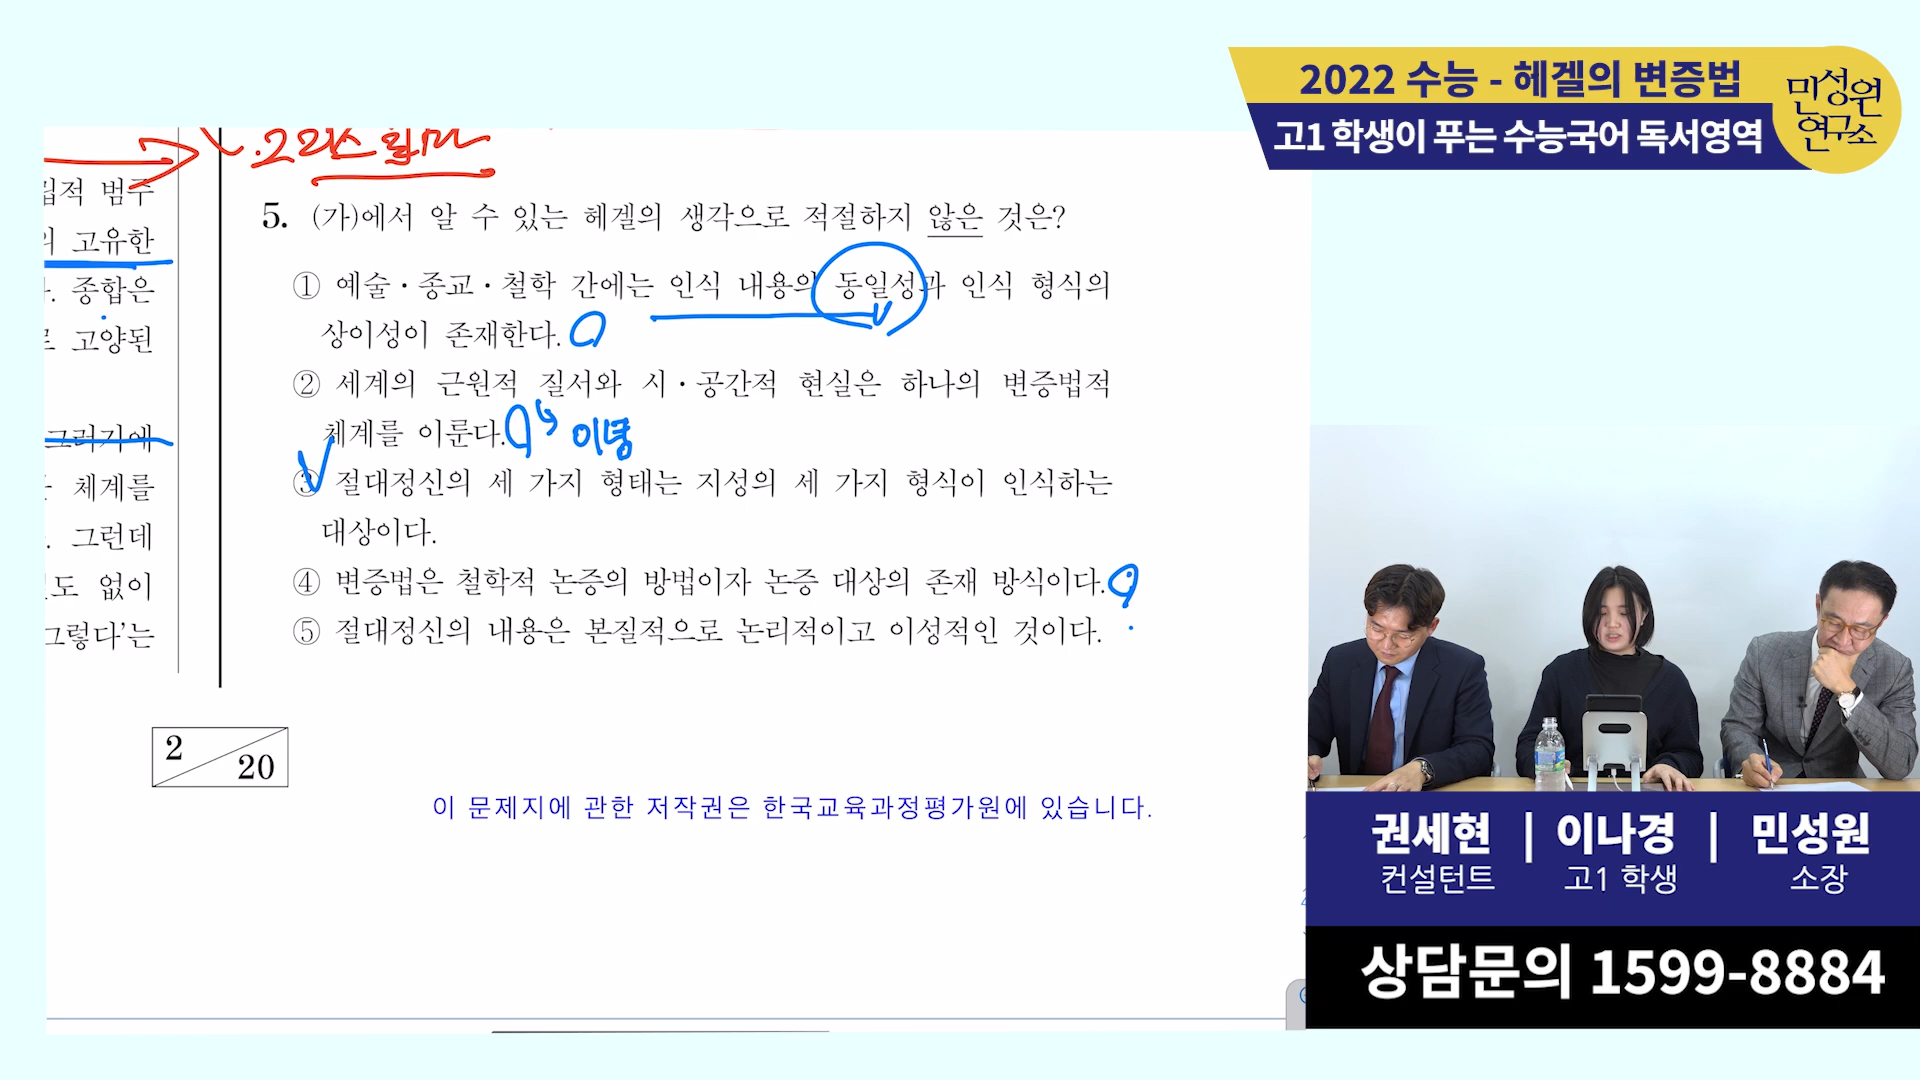 2022 수능 - 헤겔의 변증법
고1 학생이 푸는 수능국어 독서영역
민성원
연구소
립적 범주
고유한
종합은
고양된
그러기에
체계를
. 그런데
도 없이
그렇다’는
5. (가)에서 알 수 있는 헤겔의 생각으로 적절하지 않은 것은?
① 예술·종교·철학 간에는 인식 내용의 동일성과 인식 형식의
상이성이 존재한다.
② 세계의 근원적 질서와 시·공간적 현실은 하나의 변증법적
체계를 이룬다.
이념
③ 절대정신의 세 가지 형태는 지성의 세 가지 형식이 인식하는
대상이다.
④ 변증법은 철학적 논증의 방법이자 논증 대상의 존재 방식이다.
⑤ 절대정신의 내용은 본질적으로 논리적이고 이성적인 것이다.
2
20
이 문제지에 관한 저작권은 한국교육과정평가원에 있습니다.
권세현 | 이나경 | 민성원
컨설턴트 고1 학생 소장
상담문의 1599-8884